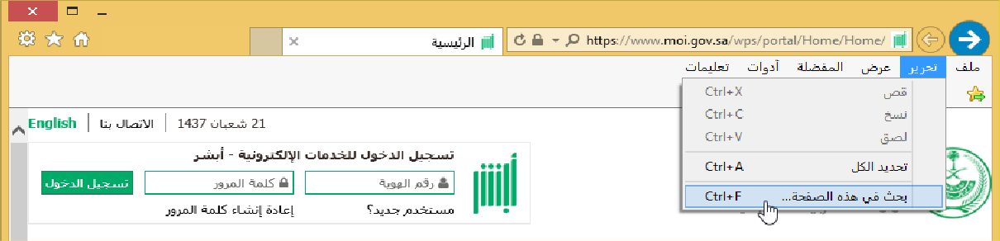 https://www.moi.gov.sa/wps/portal/Home/Home/
الرئيسية
ملف تحرير عرض المفضلة أدوات تعليمات
قص Ctrl+X
نسخ Ctrl+C
لصق Ctrl+V
تحديد الكل Ctrl+A
بحث في هذه الصفحة... Ctrl+F
21 شعبان 1437 | الاتصال بنا | English
أبشر
تسجيل الدخول للخدمات الإلكترونية - أبشر
رقم الهوية كلمة المرور تسجيل الدخول
مستخدم جديد؟ إعادة إنشاء كلمة المرور